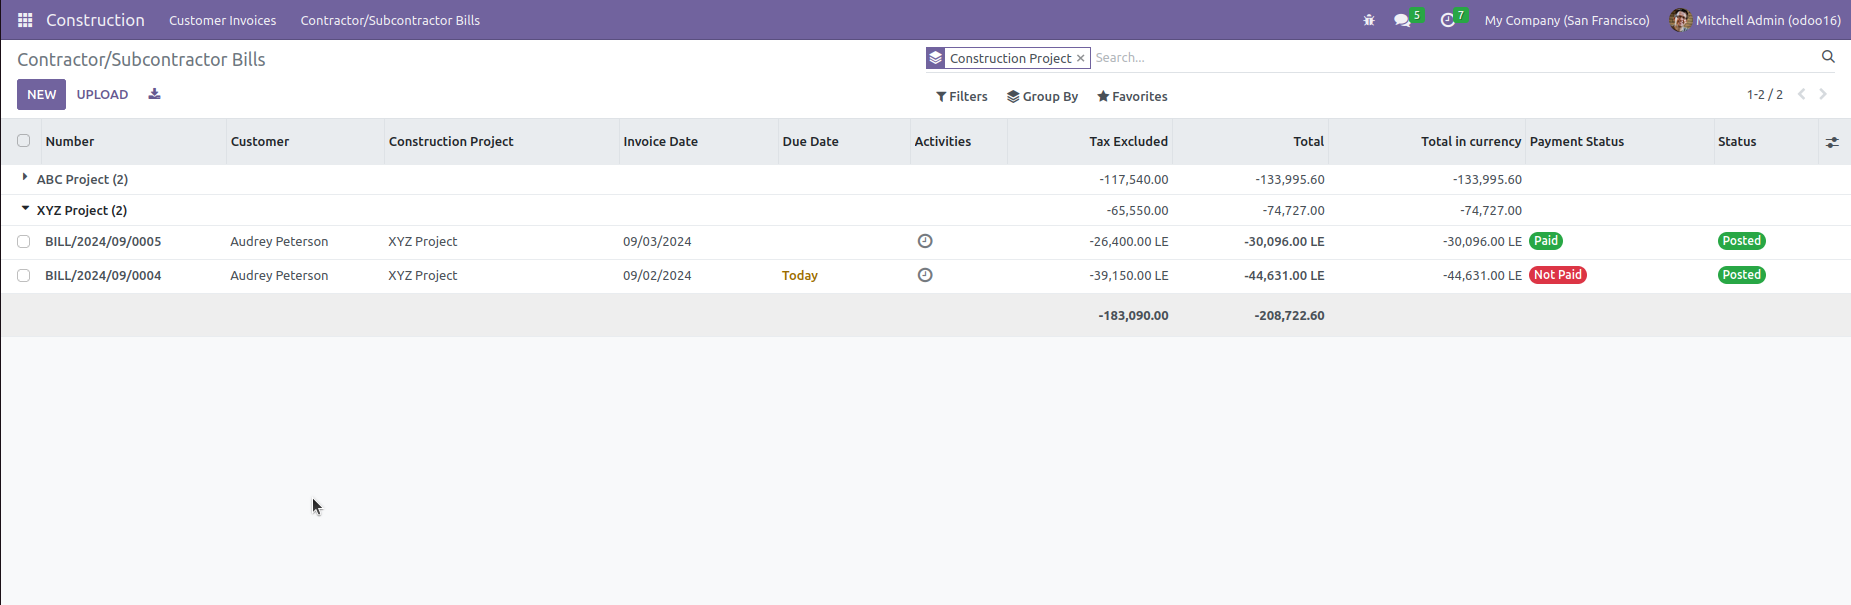 Construction Customer Invoices Contractor/Subcontractor Bills 5 7 My Company (San Francisco) Mitchell Admin (odoo16)
Contractor/Subcontractor Bills Construction Project × Search...
NEW UPLOAD Filters Group By Favorites 1-2 / 2
Number Customer Construction Project Invoice Date Due Date Activities Tax Excluded Total Total in currency Payment Status Status
ABC Project (2) -117,540.00 -133,995.60 -133,995.60
XYZ Project (2) -65,550.00 -74,727.00 -74,727.00
BILL/2024/09/0005 Audrey Peterson XYZ Project 09/03/2024 -26,400.00 LE -30,096.00 LE -30,096.00 LE Paid Posted
BILL/2024/09/0004 Audrey Peterson XYZ Project 09/02/2024 Today -39,150.00 LE -44,631.00 LE -44,631.00 LE Not Paid Posted
-183,090.00 -208,722.60